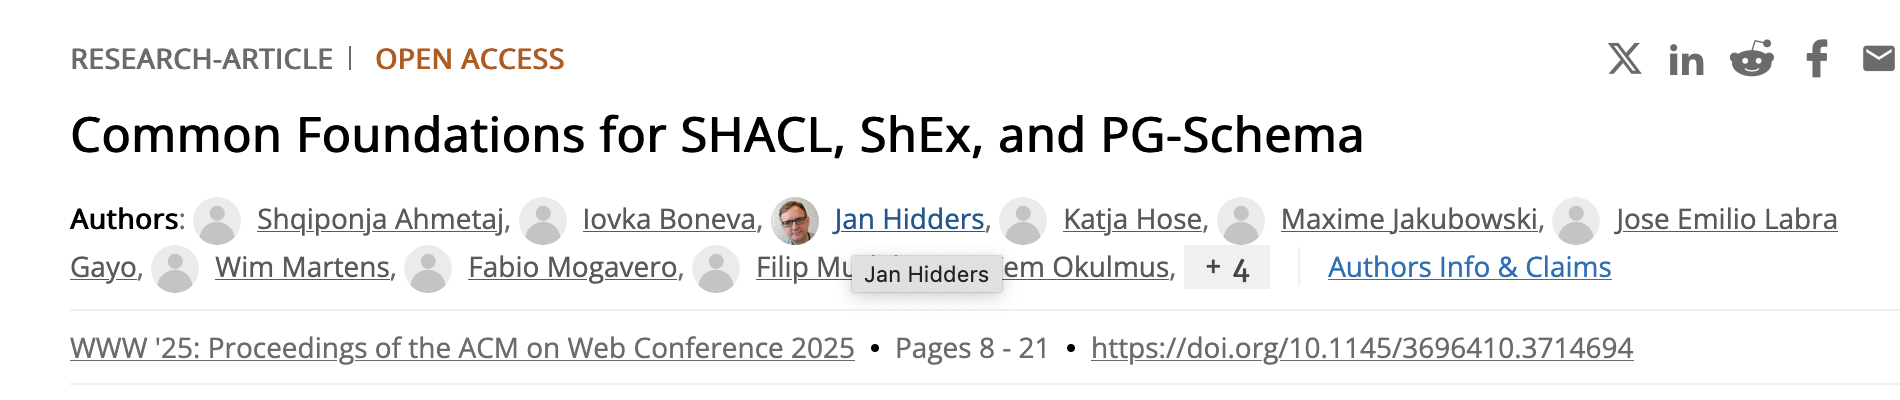 RESEARCH-ARTICLE | OPEN ACCESS
Common Foundations for SHACL, ShEx, and PG-Schema
Authors: Shqiponja Ahmetaj, Iovka Boneva, Jan Hidders, Katja Hose, Maxime Jakubowski, Jose Emilio Labra
Gayo, Wim Martens, Fabio Mogavero, Filip Okulmus, + 4 Authors Info & Claims
Jan Hidders
WWW '25: Proceedings of the ACM on Web Conference 2025 • Pages 8 - 21 • https://doi.org/10.1145/3696410.3714694